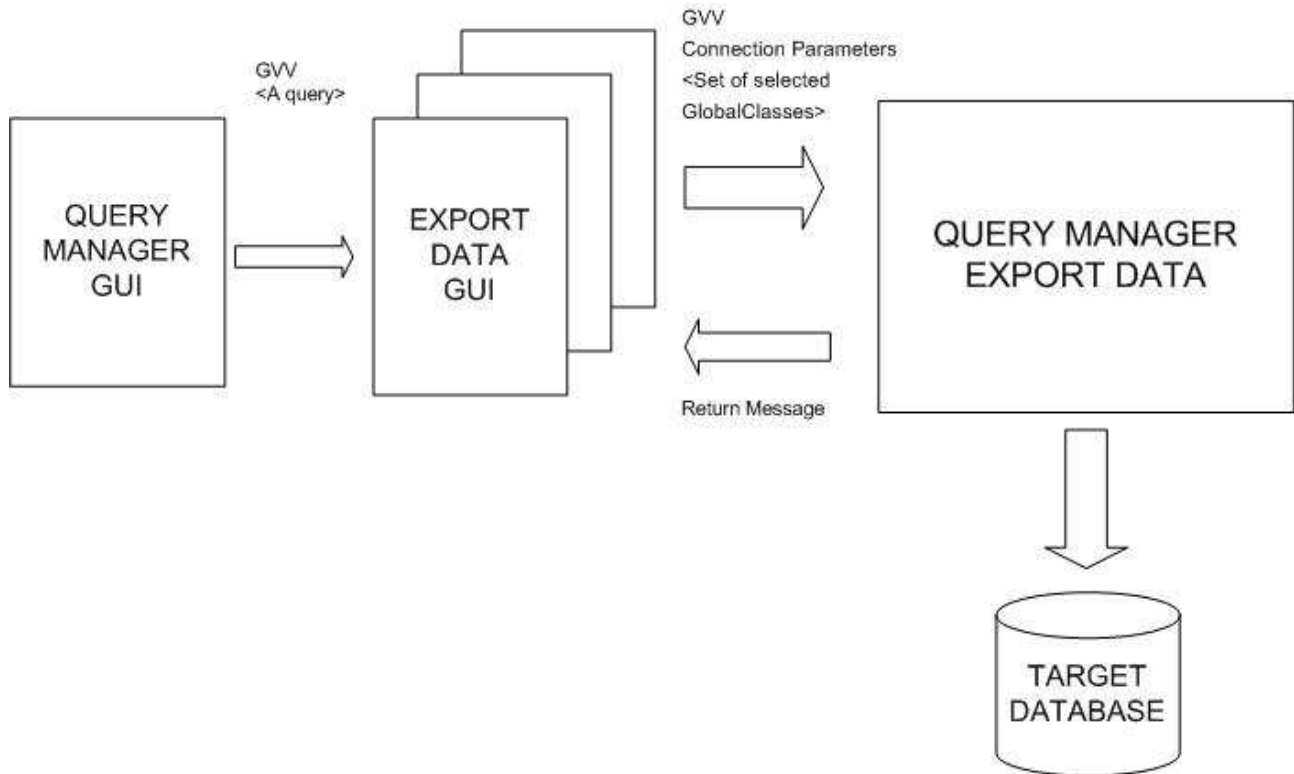 GVV
<A query>
GVV
Connection Parameters
<Set of selected
GlobalClasses>
QUERY
MANAGER
GUI
EXPORT
DATA
GUI
QUERY MANAGER
EXPORT DATA
Return Message
TARGET
DATABASE